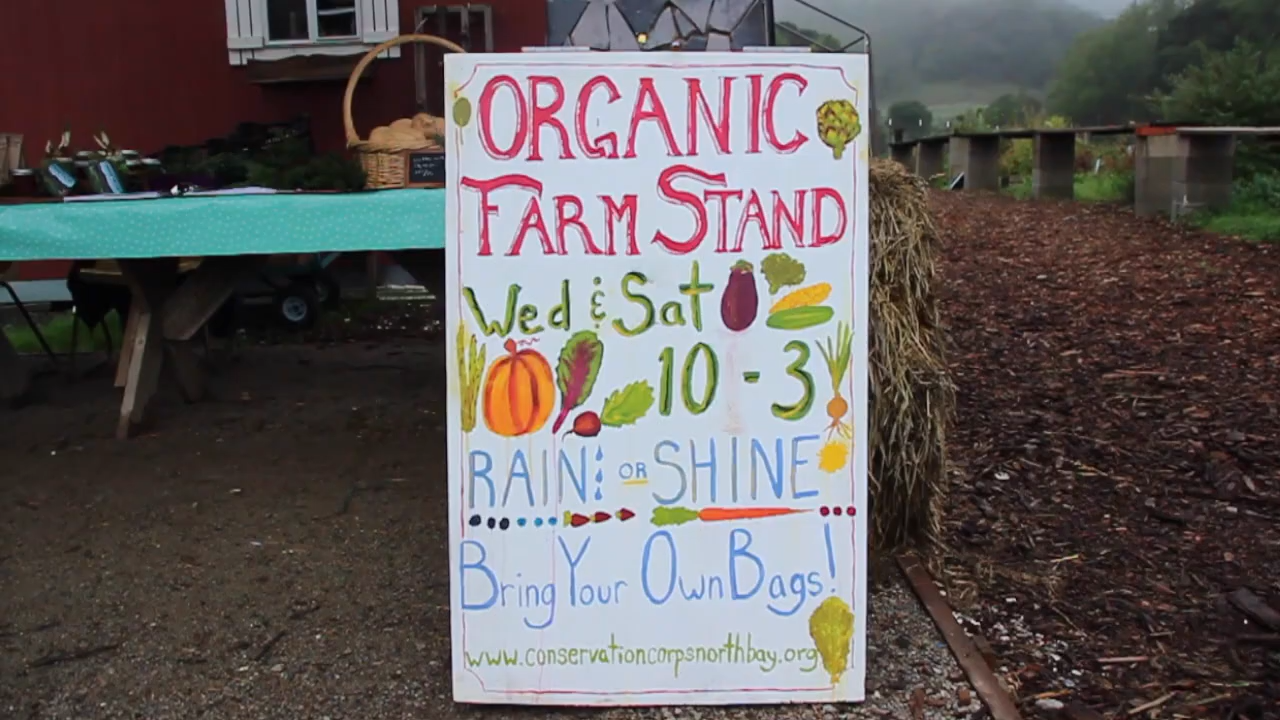 ORGANIC
FARM STAND
Wed & Sat
10 - 3
RAIN OR SHINE
Bring Your Own Bags!
www.conservationcorpsnorthbay.org